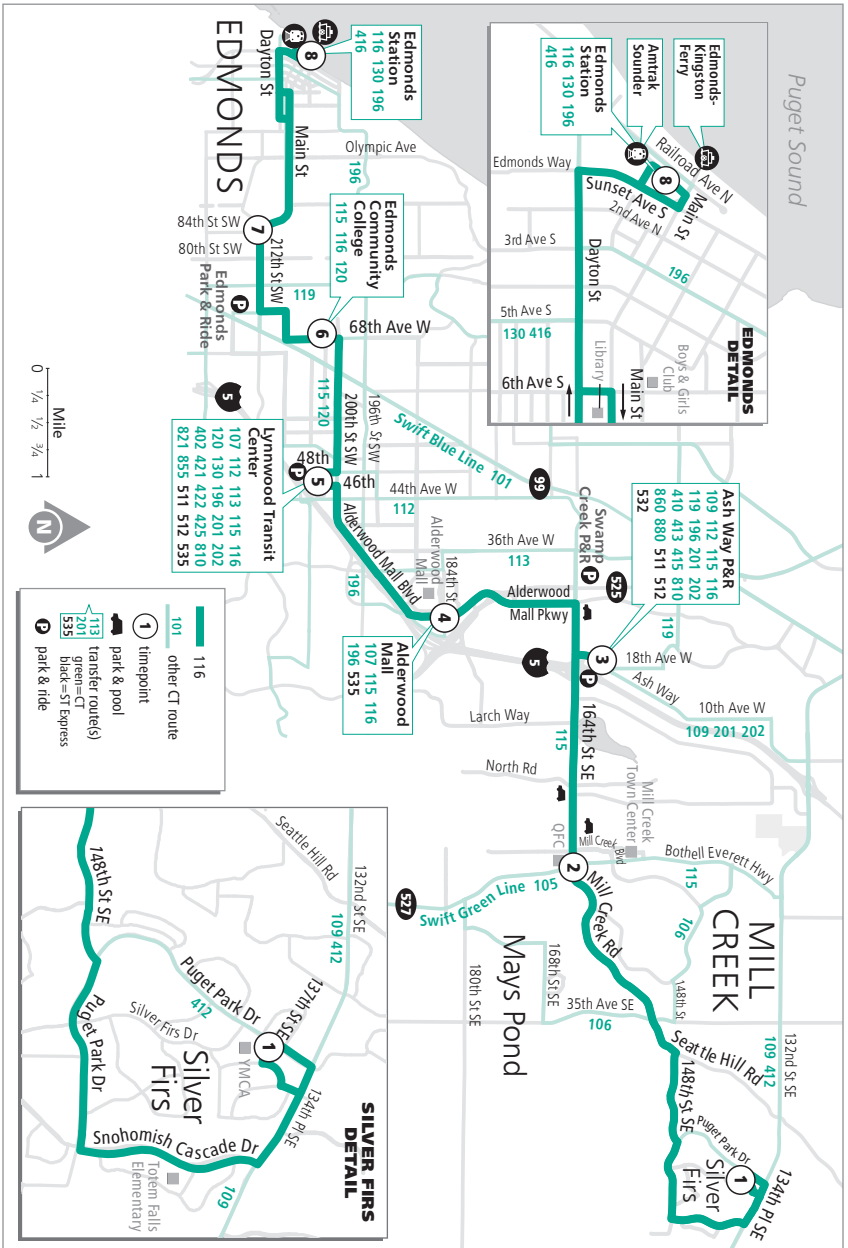 Puget Sound
EDMONDS
DETAIL
Edmonds-
Kingston
Ferry
Amtrak
Sounder
Edmonds
Station
116 130 196
416
Railroad Ave N
8
Main St
Sunset Ave S
2nd Ave N
Edmonds Way
3rd Ave S
Dayton St
196
5th Ave S
130 416
6th Ave S
Library
Boys & Girls
Club
Main St
Edmonds
Station
116 130 196
416
8
EDMONDS
Dayton St
Main St
Olympic Ave
196
84th St SW
80th St SW
7
212th St SW
Edmonds
Park & Ride
P
119
Edmonds
Community
College
115 116 120
6
68th Ave W
115 120
200th St SW
196th St SW
Swift Blue Line 101
99
5
48th
46th
P
5
44th Ave W
112
Lynnwood Transit
Center
107 112 113 115 116
120 130 196 201 202
402 421 422 425 810
821 855 511 512 535
Alderwood Mall Blvd
196
36th Ave W
113
Alderwood
Mall
184th St
4
Alderwood
Mall
107 115 116
196 535
Swamp
Creek P&R
P
525
Alderwood
Mall Pkwy
Ash Way P&R
109 112 115 116
119 196 201 202
410 413 415 810
860 880 511 512
532
119
3
P
18th Ave W
5
Ash Way
10th Ave W
109 201 202
Larch Way
115
164th St SE
North Rd
Mill Creek
Town Center
Mill Creek
Blvd
QFC
2
Bothell Everett Hwy
115
106
Swift Green Line 105
527
Mill
Creek Rd
MILL
CREEK
Mays Pond
168th St SE
180th St SE
35th Ave SE
106
148th St
Seattle Hill Rd
132nd St SE
109 412
148th St SE
Puget Park Dr
Silver
Firs
1
134th Pl SE
Mile
0 1/4 1/2 3/4 1
N
116
101
other CT route
1
timepoint
park & pool
113
201
535
transfer route(s)
green=CT
black=ST Express
P
park & ride
SILVER FIRS
DETAIL
Seattle Hill Rd
132nd St SE
109 412
148th St SE
Puget Park Dr
412
137th St SE
Silver Firs Dr
1
YMCA
Silver
Firs
134th Pl SE
Puget Park Dr
Snohomish Cascade Dr
Totem Falls
Elementary
109